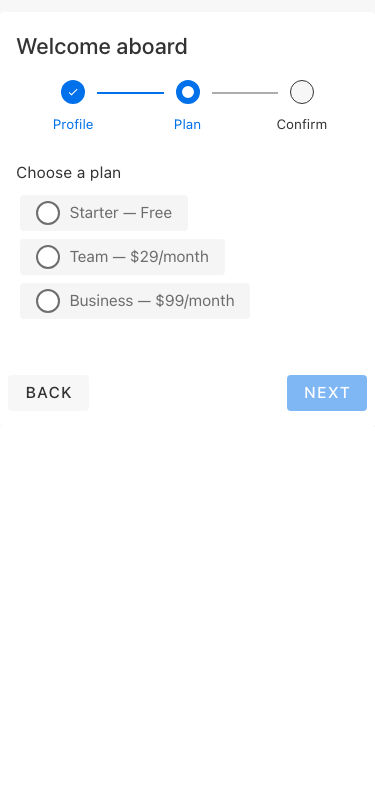 Welcome aboard
Profile Plan Confirm
Choose a plan
Starter — Free
Team — $29/month
Business — $99/month
BACK NEXT